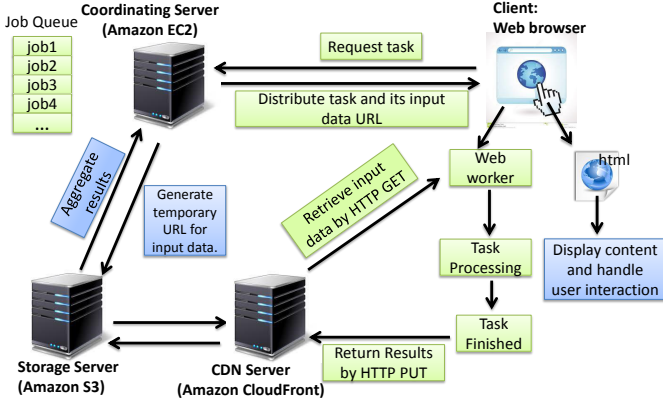 Job Queue
job1
job2
job3
job4
...
Coordinating Server
(Amazon EC2)
Client:
Web browser
Request task
Distribute task and its input
data URL
Aggregate
results
Generate
temporary
URL for
input data.
Retrieve input
data by HTTP GET
Web
worker
html
Task
Processing
Display content
and handle
user interaction
Task
Finished
Return Results
by HTTP PUT
Storage Server
(Amazon S3)
CDN Server
(Amazon CloudFront)